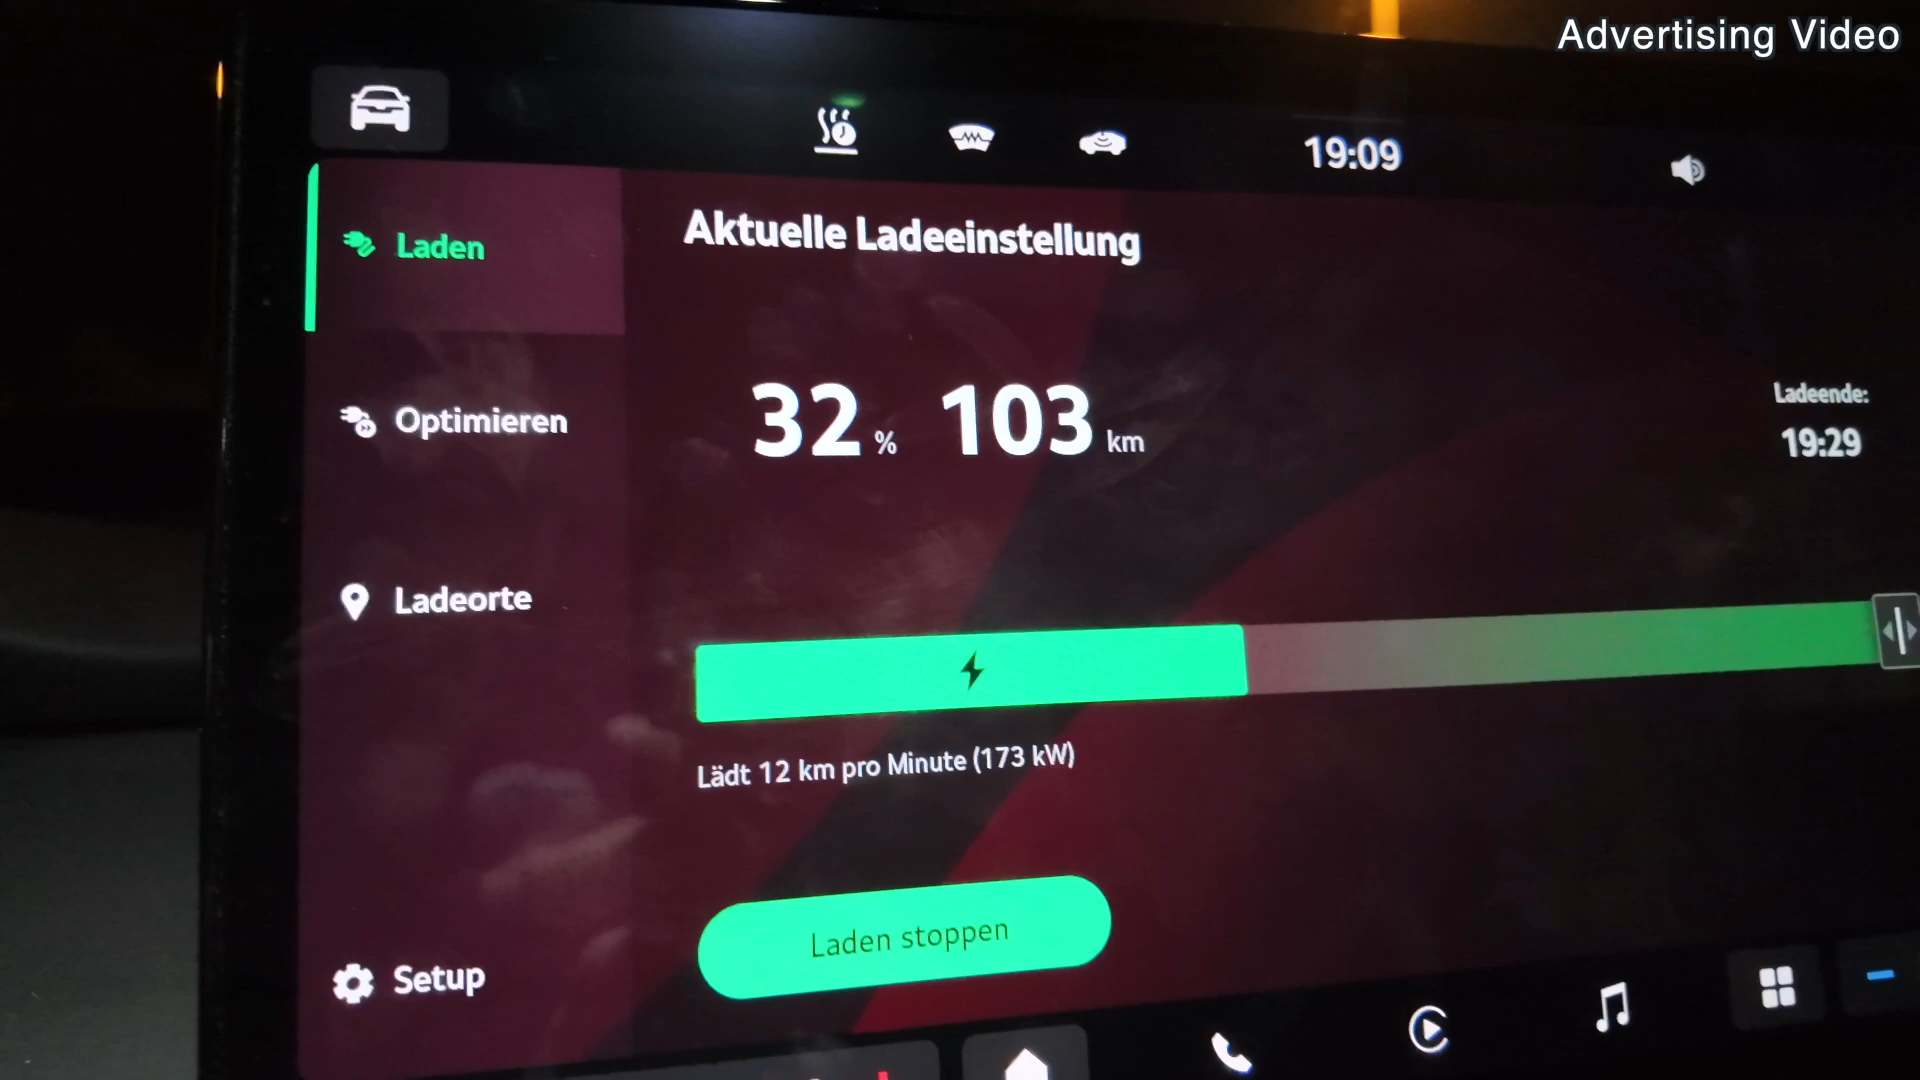 Advertising Video
19:09
Laden
Aktuelle Ladeeinstellung
32 % 103 km
Ladeende:
19:29
Optimieren
Ladeorte
Lädt 12 km pro Minute (173 kW)
Laden stoppen
Setup